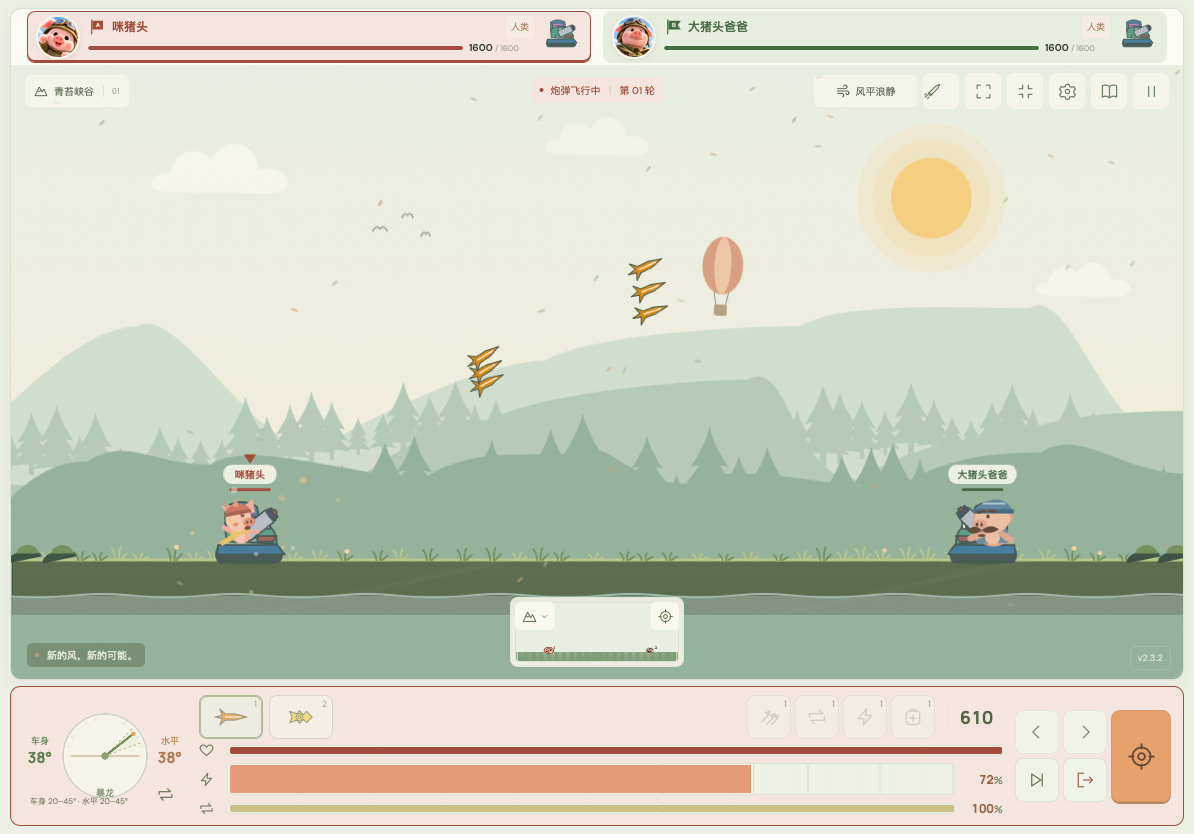 A 咪猪头
人类
1600 / 1600
B 大猪头爸爸
人类
1600 / 1600
青苔峡谷 01
炮弹飞行中 第 01 轮
风平浪静
咪猪头
大猪头爸爸
新的风，新的可能。
v2.3.2
车身
38°
水平
38°
暴龙
车身 20–45° · 水平 20–45°
1
2
1
1
1
1
610
72%
100%